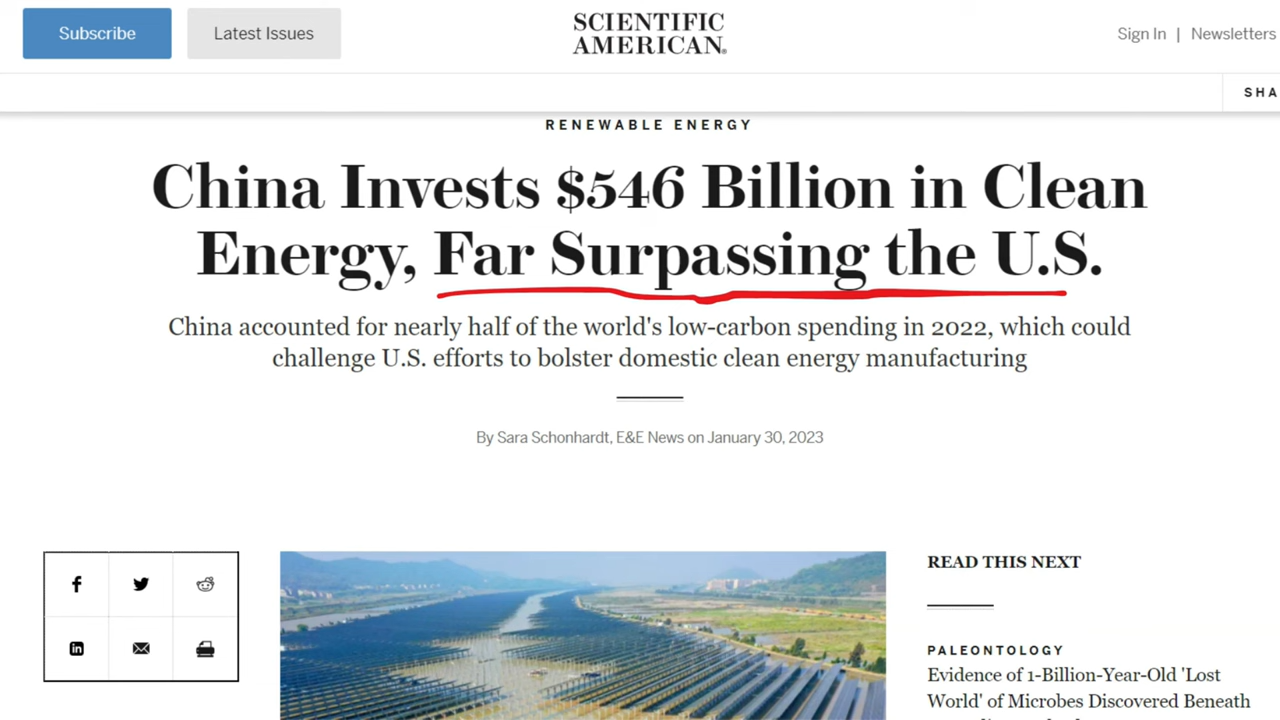 Subscribe
Latest Issues
SCIENTIFIC
AMERICAN®
Sign In | Newsletters
SHA
RENEWABLE ENERGY
China Invests $546 Billion in Clean
Energy, Far Surpassing the U.S.
China accounted for nearly half of the world's low-carbon spending in 2022, which could
challenge U.S. efforts to bolster domestic clean energy manufacturing
By Sara Schonhardt, E&E News on January 30, 2023
READ THIS NEXT
PALEONTOLOGY
Evidence of 1-Billion-Year-Old 'Lost
World' of Microbes Discovered Beneath